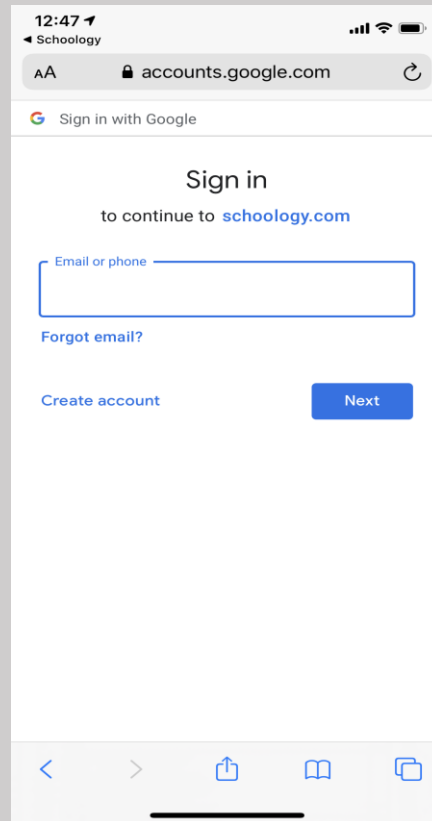 12:47
◀ Schoology
AA accounts.google.com
G Sign in with Google
Sign in
to continue to schoology.com
Email or phone
Forgot email?
Create account Next